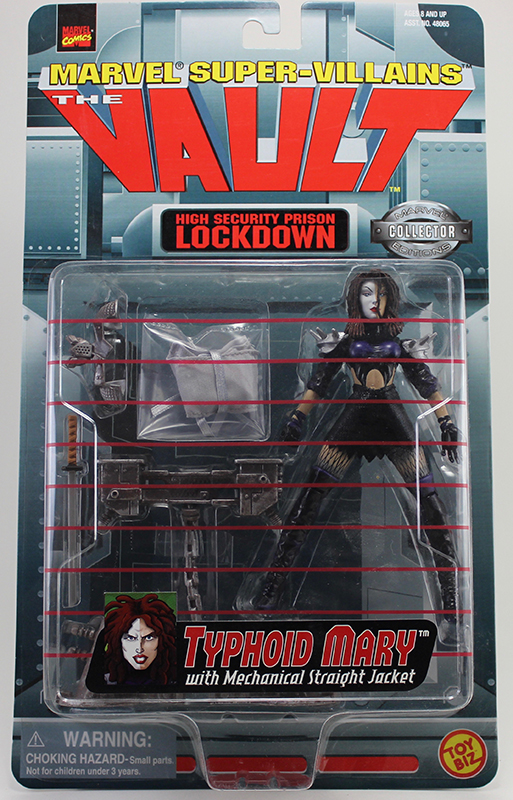 MARVEL
COMICS
AGES 8 AND UP
ASST. NO. 48065
MARVEL® SUPER-VILLAINS™
THE
VAULT™
HIGH SECURITY PRISON
LOCKDOWN
MARVEL
COLLECTOR
EDITIONS
TYPHOID MARY™
with Mechanical Straight Jacket
WARNING:
CHOKING HAZARD-Small parts
Not for children under 3 years.
TOY
BIZ